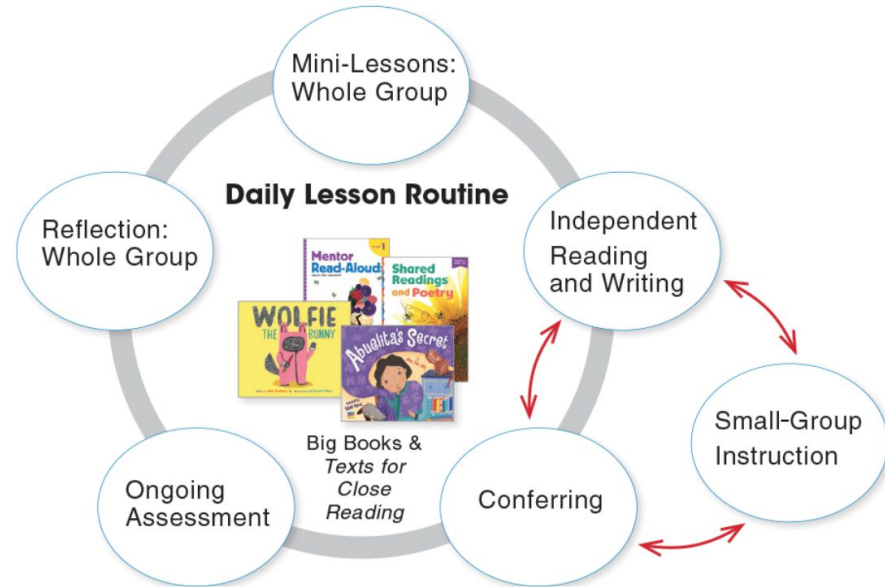 Mini-Lessons:
Whole Group
Daily Lesson Routine
Reflection:
Whole Group
Independent
Reading
and Writing
Mentor
Read-Alouds
Shared
Readings
and Poetry
WOLFIE
THE BUNNY
Abuelita's Secret
Big Books &
Texts for
Close
Reading
Small-Group
Instruction
Ongoing
Assessment
Conferring